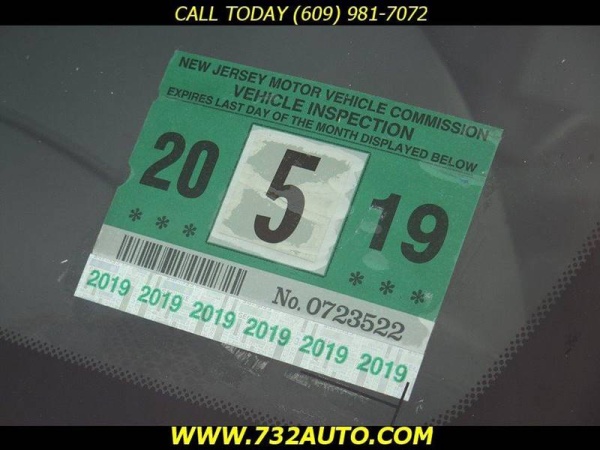 CALL TODAY (609) 981-7072
NEW JERSEY MOTOR VEHICLE COMMISSION
VEHICLE INSPECTION
EXPIRES LAST DAY OF THE MONTH DISPLAYED BELOW
20 5 19
* * * * * *
No. 0723522
2019 2019 2019 2019 2019 2019
WWW.732AUTO.COM